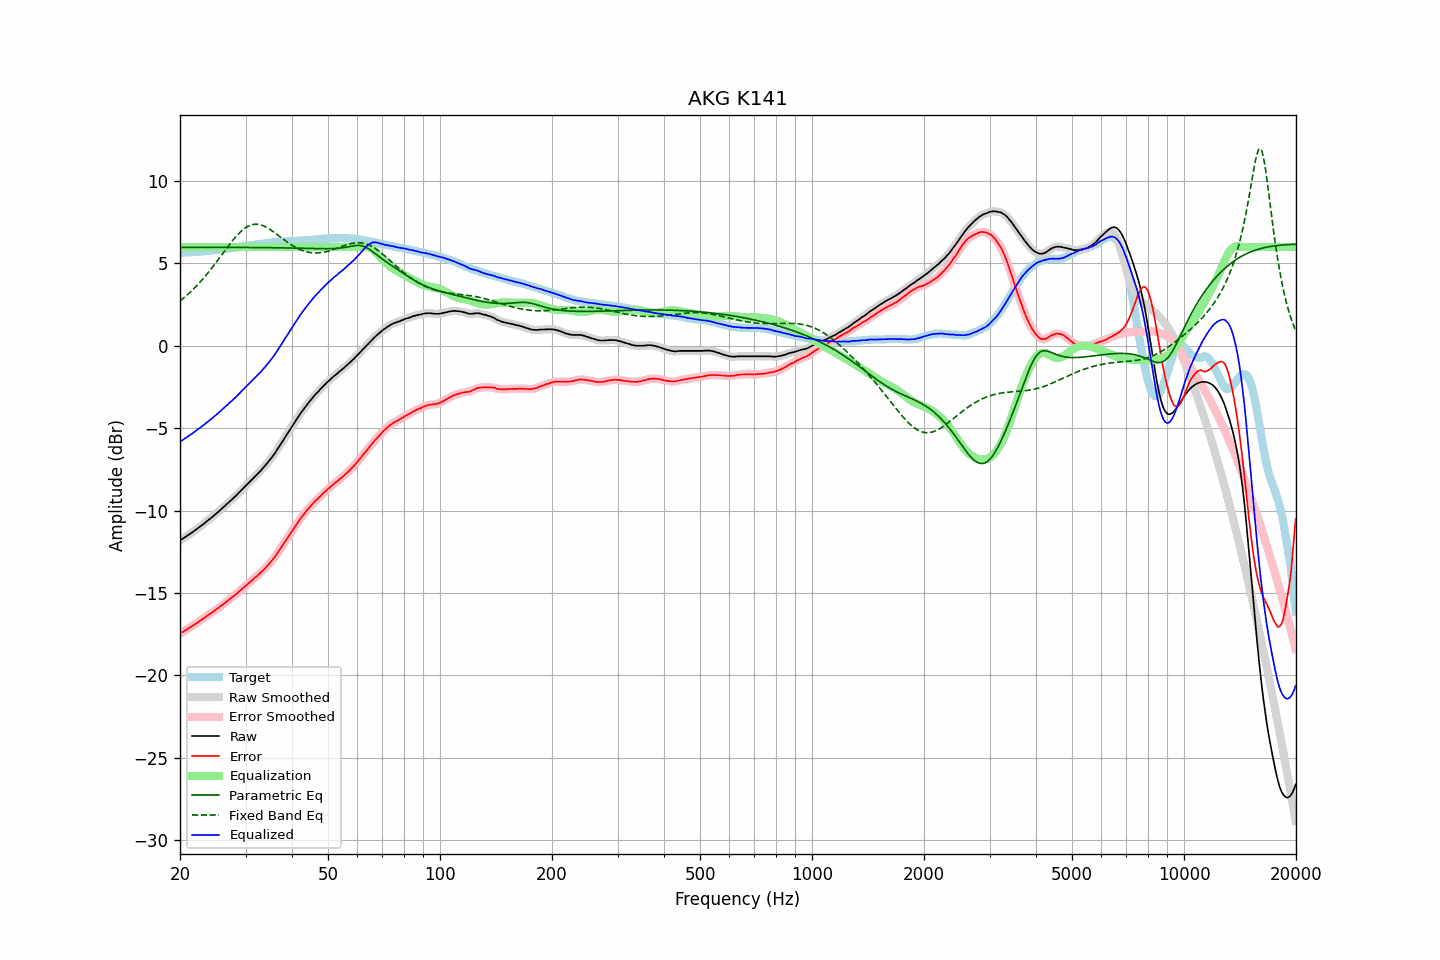 AKG K141
Amplitude (dBr)
10
5
0
−5
−10
−15
−20
−25
−30
Target
Raw Smoothed
Error Smoothed
Raw
Error
Equalization
Parametric Eq
Fixed Band Eq
Equalized
20 50 100 200 500 1000 2000 5000 10000 20000
Frequency (Hz)